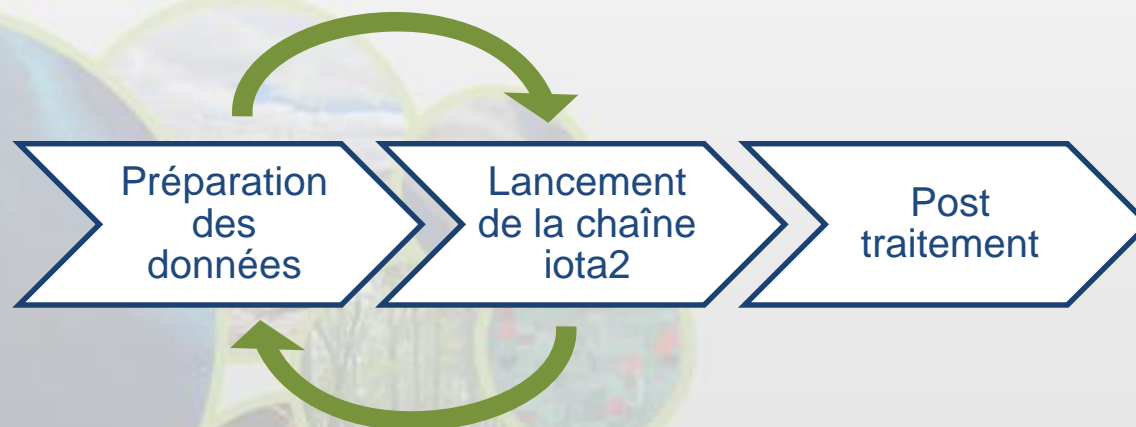 Préparation
des
données
Lancement
de la chaîne
iota2
Post
traitement